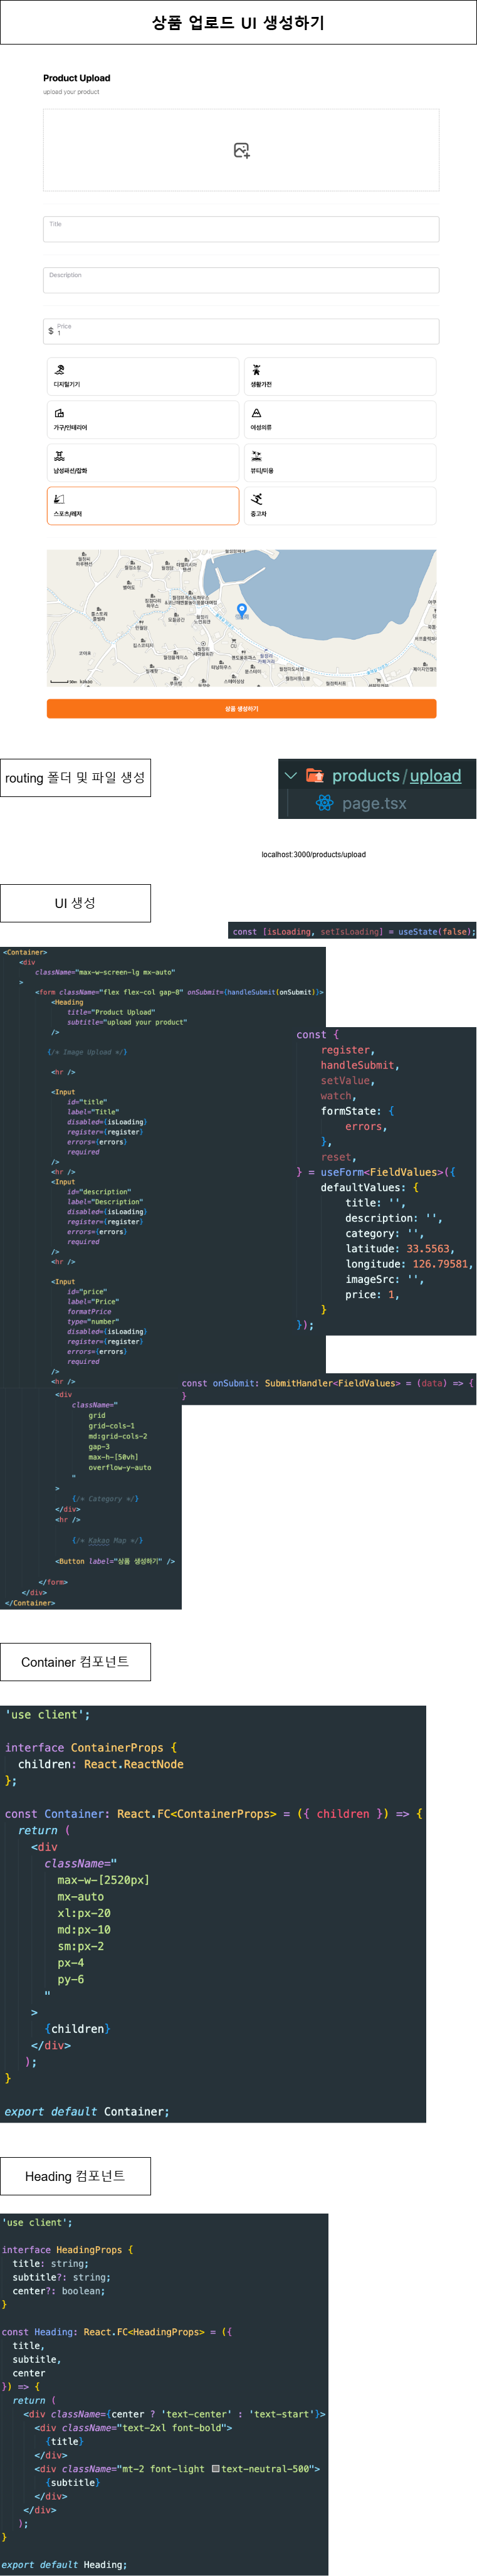 상품 업로드 UI 생성하기
Product Upload
upload your product
Title
Description
Price
$ 1
디지털기기
생활가전
가구/인테리어
여성의류
남성패션/잡화
뷰티/미용
스포츠/레저
중고차
상품 생성하기
routing 폴더 및 파일 생성
products/upload
page.tsx
localhost:3000/products/upload
UI 생성
const [isLoading, setIsLoading] = useState(false);
<Container>
<div
className="max-w-screen-lg mx-auto"
>
<form className="flex flex-col gap-8" onSubmit={handleSubmit(onSubmit)}>
<Heading
title="Product Upload"
subtitle="upload your product"
/>
{/* Image Upload */}
<hr />
<Input
id="title"
label="Title"
disabled={isLoading}
register={register}
errors={errors}
required
/>
<hr />
<Input
id="description"
label="Description"
disabled={isLoading}
register={register}
errors={errors}
required
/>
<hr />
<Input
id="price"
label="Price"
formatPrice
type="number"
disabled={isLoading}
register={register}
errors={errors}
required
/>
<hr />
<div
className="
grid
grid-cols-1
md:grid-cols-2
gap-3
max-h-[50vh]
overflow-y-auto
"
>
{/* Category */}
</div>
<hr />
{/* Kakao Map */}
<Button label="상품 생성하기" />
</form>
</div>
</Container>
const {
register,
handleSubmit,
setValue,
watch,
formState: {
errors,
},
reset,
} = useForm<FieldValues>({
defaultValues: {
title: '',
description: '',
category: '',
latitude: 33.5563,
longitude: 126.79581,
imageSrc: '',
price: 1,
}
});
const onSubmit: SubmitHandler<FieldValues> = (data) => {
}
Container 컴포넌트
'use client';
interface ContainerProps {
children: React.ReactNode
};
const Container: React.FC<ContainerProps> = ({ children }) => {
return (
<div
className="
max-w-[2520px]
mx-auto
xl:px-20
md:px-10
sm:px-2
px-4
py-6
"
>
{children}
</div>
);
}
export default Container;
Heading 컴포넌트
'use client';
interface HeadingProps {
title: string;
subtitle?: string;
center?: boolean;
}
const Heading: React.FC<HeadingProps> = ({
title,
subtitle,
center
}) => {
return (
<div className={center ? 'text-center' : 'text-start'}>
<div className="text-2xl font-bold">
{title}
</div>
<div className="mt-2 font-light text-neutral-500">
{subtitle}
</div>
</div>
);
}
export default Heading;